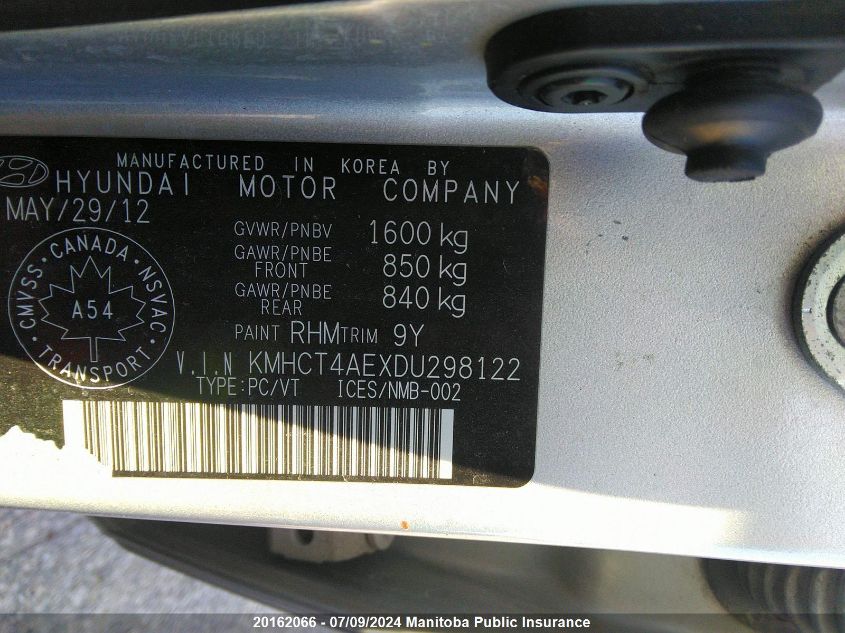 MANUFACTURED IN KOREA BY
HYUNDAI MOTOR COMPANY
MAY/29/12
GVWR/PNBV 1600 kg
GAWR/PNBE FRONT 850 kg
GAWR/PNBE REAR 840 kg
CANADA
CMVSS · NSVAC
A54
TRANSPORT
PAINT RHM TRIM 9Y
V.I.N KMHCT4AEXDU298122
TYPE:PC/VT ICES/NMB-002
20162066 - 07/09/2024 Manitoba Public Insurance